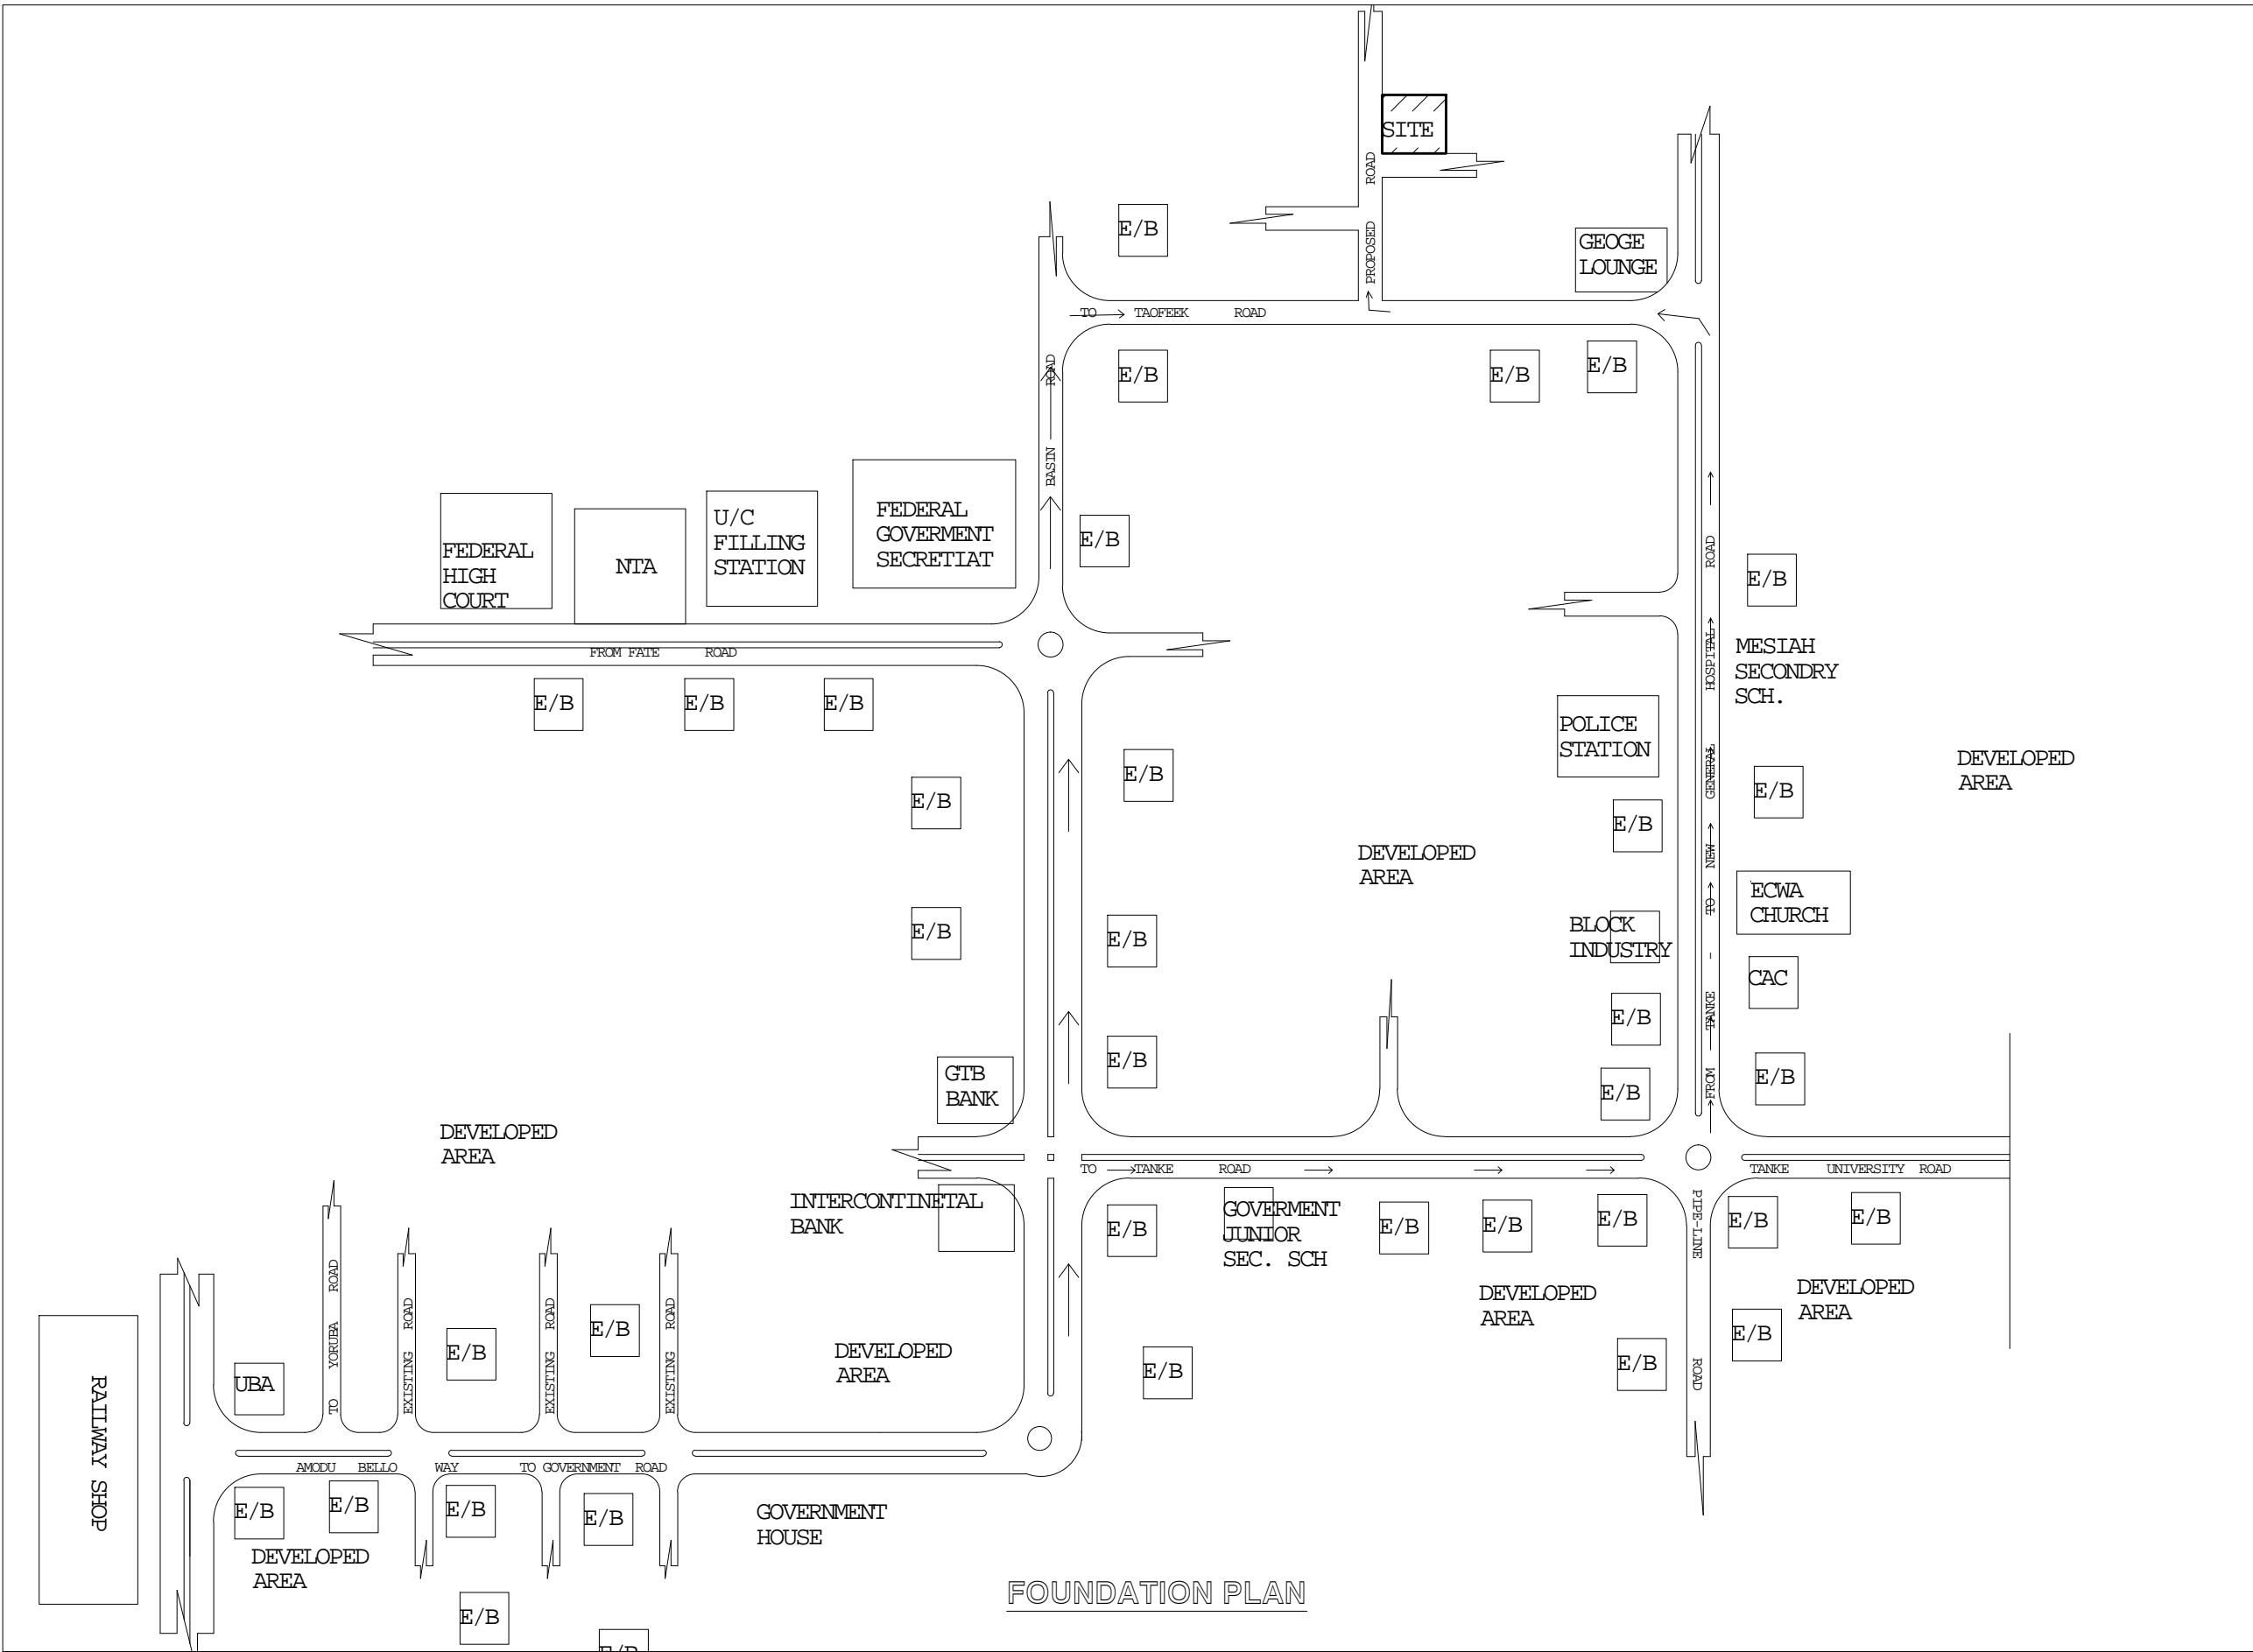 SITE
PROPOSED ROAD
E/B
GEOGE
LOUNGE
TO TAOFEEK ROAD
E/B
E/B
E/B
BASIN ROAD
FEDERAL
HIGH
COURT
NTA
U/C
FILLING
STATION
FEDERAL
GOVERMENT
SECRETIAT
E/B
E/B
FROM FATE ROAD
E/B
E/B
E/B
MESIAH
SECONDRY
SCH.
POLICE
STATION
E/B
E/B
E/B
DEVELOPED
AREA
E/B
DEVELOPED
AREA
FROM TANKE - TO NEW GENERAL HOSPITAL ROAD
ECWA
CHURCH
E/B
E/B
BLOCK
INDUSTRY
CAC
E/B
E/B
GTB
BANK
E/B
E/B
DEVELOPED
AREA
TO TANKE ROAD
TANKE UNIVERSITY ROAD
INTERCONTINETAL
BANK
E/B
GOVERMENT
JUNIOR
SEC. SCH
E/B
E/B
E/B
E/B
E/B
PIPE-LINE ROAD
DEVELOPED
AREA
DEVELOPED
AREA
TO YORUBA ROAD
EXISTING ROAD
EXISTING ROAD
EXISTING ROAD
E/B
E/B
DEVELOPED
AREA
E/B
E/B
E/B
RAILWAY SHOP
UBA
AMODU BELLO WAY TO GOVERNMENT ROAD
E/B
E/B
E/B
E/B
GOVERNMENT
HOUSE
DEVELOPED
AREA
E/B
E/B
FOUNDATION PLAN